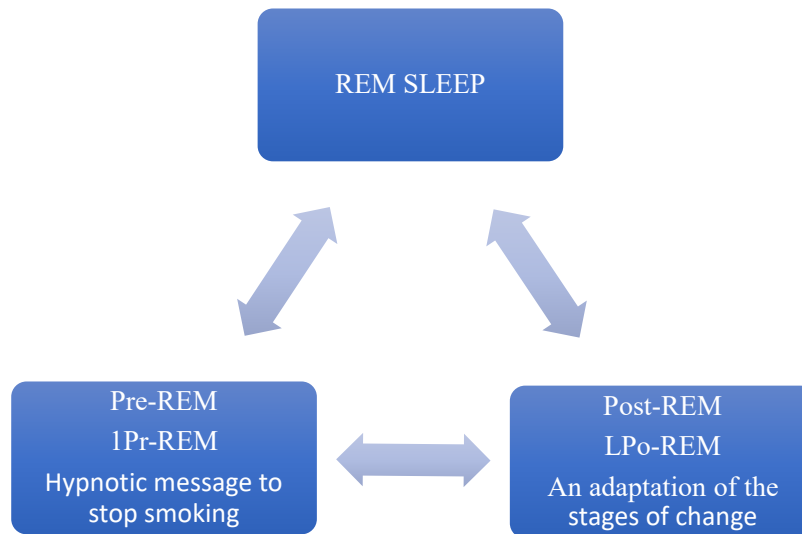 REM SLEEP
Pre-REM
1Pr-REM
Hypnotic message to
stop smoking
Post-REM
LPo-REM
An adaptation of the
stages of change